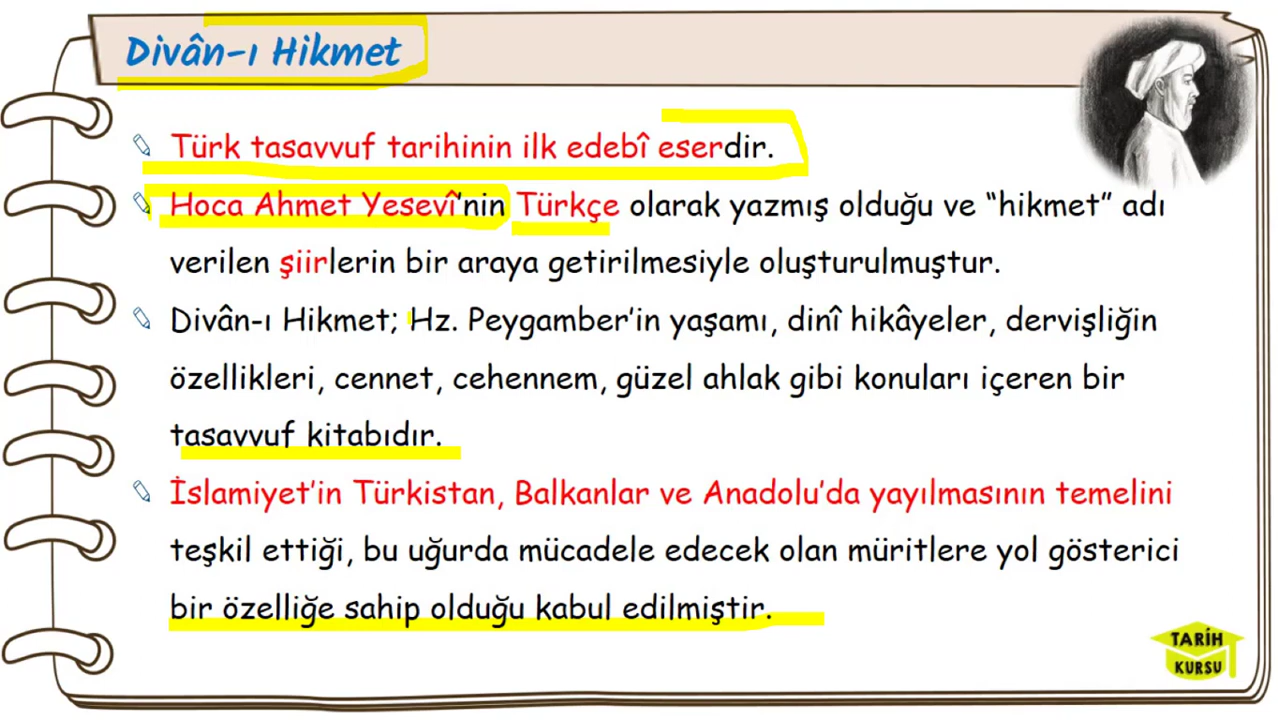 Divân-ı Hikmet
Türk tasavvuf tarihinin ilk edebî eserdir.
Hoca Ahmet Yesevî'nin Türkçe olarak yazmış olduğu ve “hikmet” adı
verilen şiirlerin bir araya getirilmesiyle oluşturulmuştur.
Divân-ı Hikmet; Hz. Peygamber'in yaşamı, dinî hikâyeler, dervişliğin
özellikleri, cennet, cehennem, güzel ahlak gibi konuları içeren bir
tasavvuf kitabıdır.
İslamiyet'in Türkistan, Balkanlar ve Anadolu'da yayılmasının temelini
teşkil ettiği, bu uğurda mücadele edecek olan müritlere yol gösterici
bir özelliğe sahip olduğu kabul edilmiştir.
TARİH
KURSU